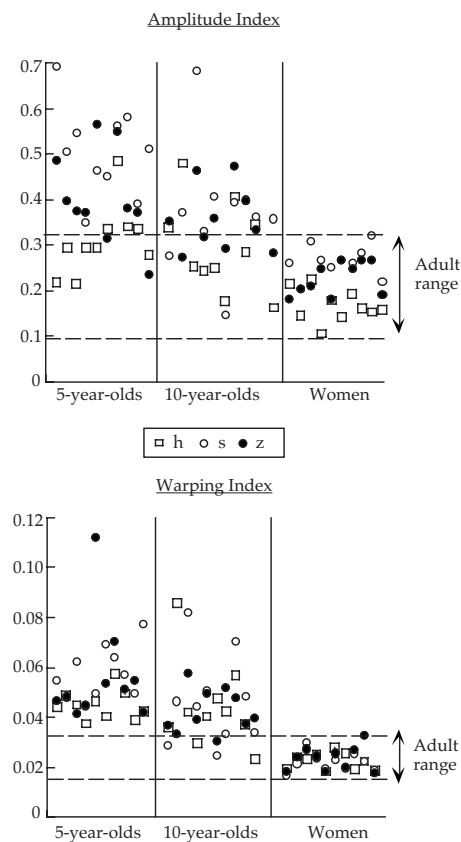 Amplitude Index
0.7
0.6
0.5
0.4
0.3
0.2
0.1
0
Adult
range
5-year-olds 10-year-olds Women
h s z
Warping Index
0.12
0.10
0.08
0.06
0.04
0.02
0
Adult
range
5-year-olds 10-year-olds Women